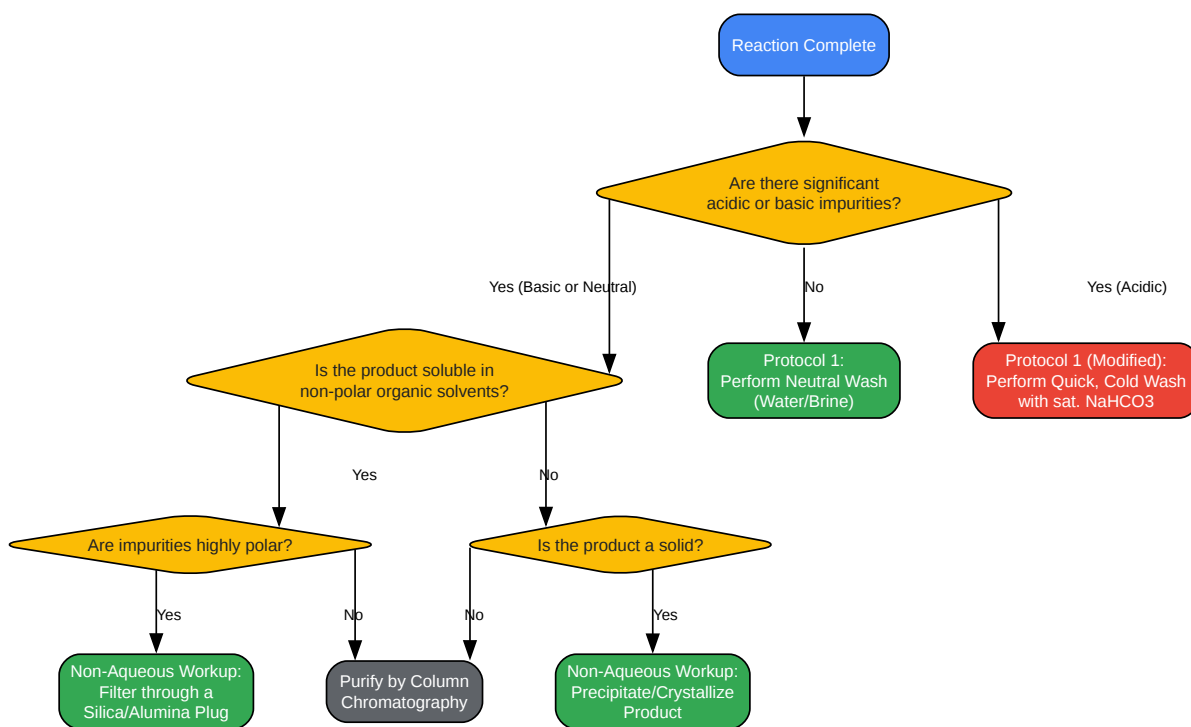 Reaction Complete
Are there significant
acidic or basic impurities?
Yes (Basic or Neutral)
No
Yes (Acidic)
Is the product soluble in
non-polar organic solvents?
Protocol 1:
Perform Neutral Wash
(Water/Brine)
Protocol 1 (Modified):
Perform Quick, Cold Wash
with sat. NaHCO3
Yes
No
Are impurities highly polar?
Is the product a solid?
Yes
No
No
Yes
Non-Aqueous Workup:
Filter through a
Silica/Alumina Plug
Purify by Column
Chromatography
Non-Aqueous Workup:
Precipitate/Crystallize
Product